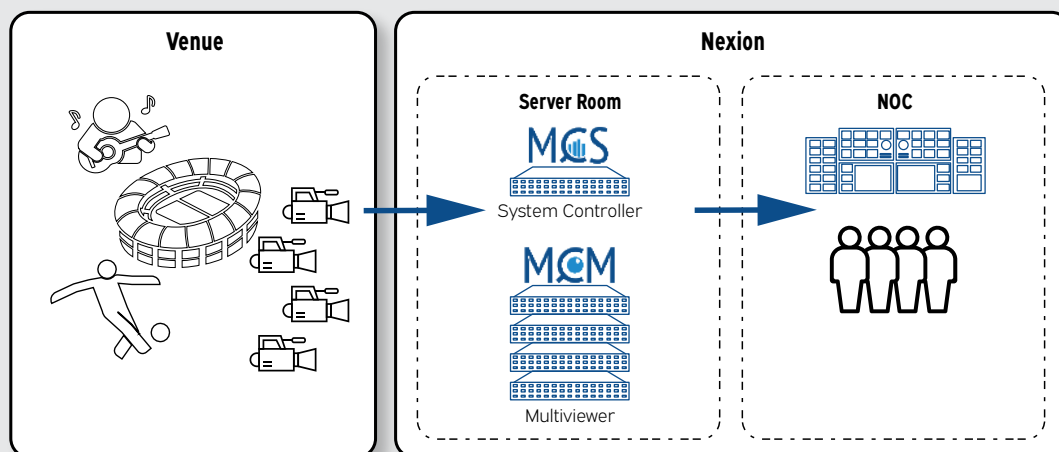 Venue
Nexion
Server Room
MCS
System Controller
MCM
Multiviewer
NOC